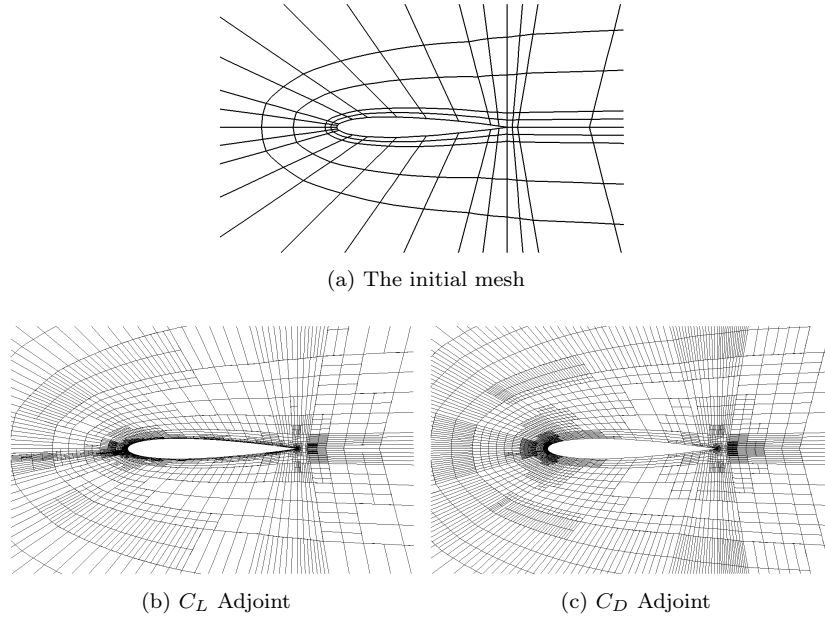 (a) The initial mesh
(b) C_L Adjoint
(c) C_D Adjoint